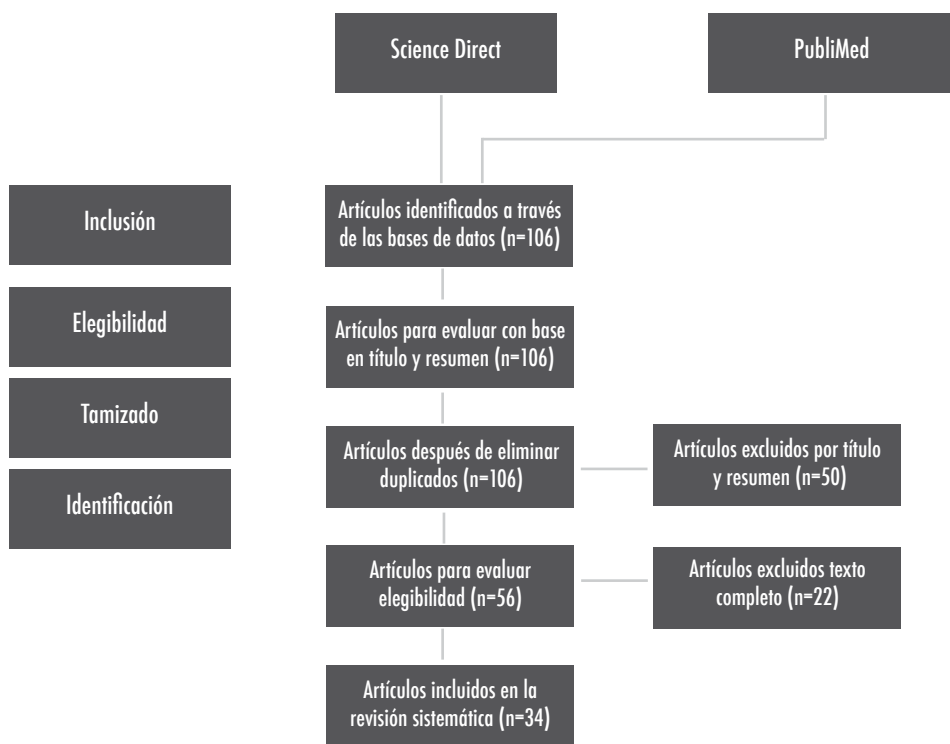 Science Direct
PubliMed
Inclusión
Elegibilidad
Tamizado
Identificación
Artículos identificados a través
de las bases de datos (n=106)
Artículos para evaluar con base
en título y resumen (n=106)
Artículos después de eliminar
duplicados (n=106)
Artículos excluidos por título
y resumen (n=50)
Artículos para evaluar
elegibilidad (n=56)
Artículos excluidos texto
completo (n=22)
Artículos incluidos en la
revisión sistemática (n=34)